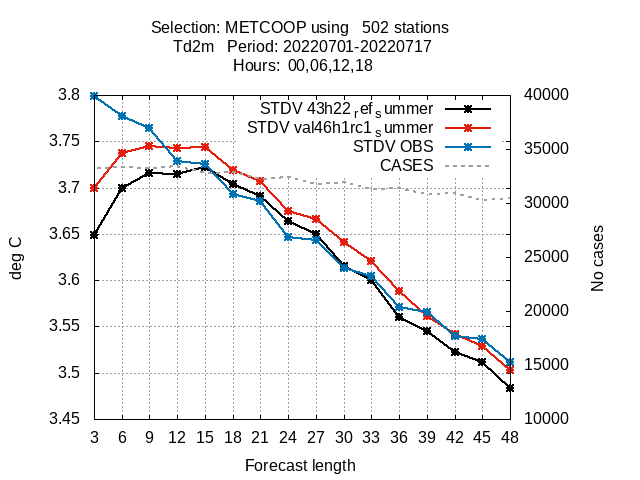 Selection: METCOOP using   502 stations
Td2m   Period: 20220701-20220717
Hours:  00,06,12,18
STDV 43h22ref_summer
STDV val46h1rc1_summer
STDV OBS
CASES
3.8
3.75
3.7
3.65
3.6
3.55
3.5
3.45
deg C
40000
35000
30000
25000
20000
15000
10000
No cases
3 6 9 12 15 18 21 24 27 30 33 36 39 42 45 48
Forecast length